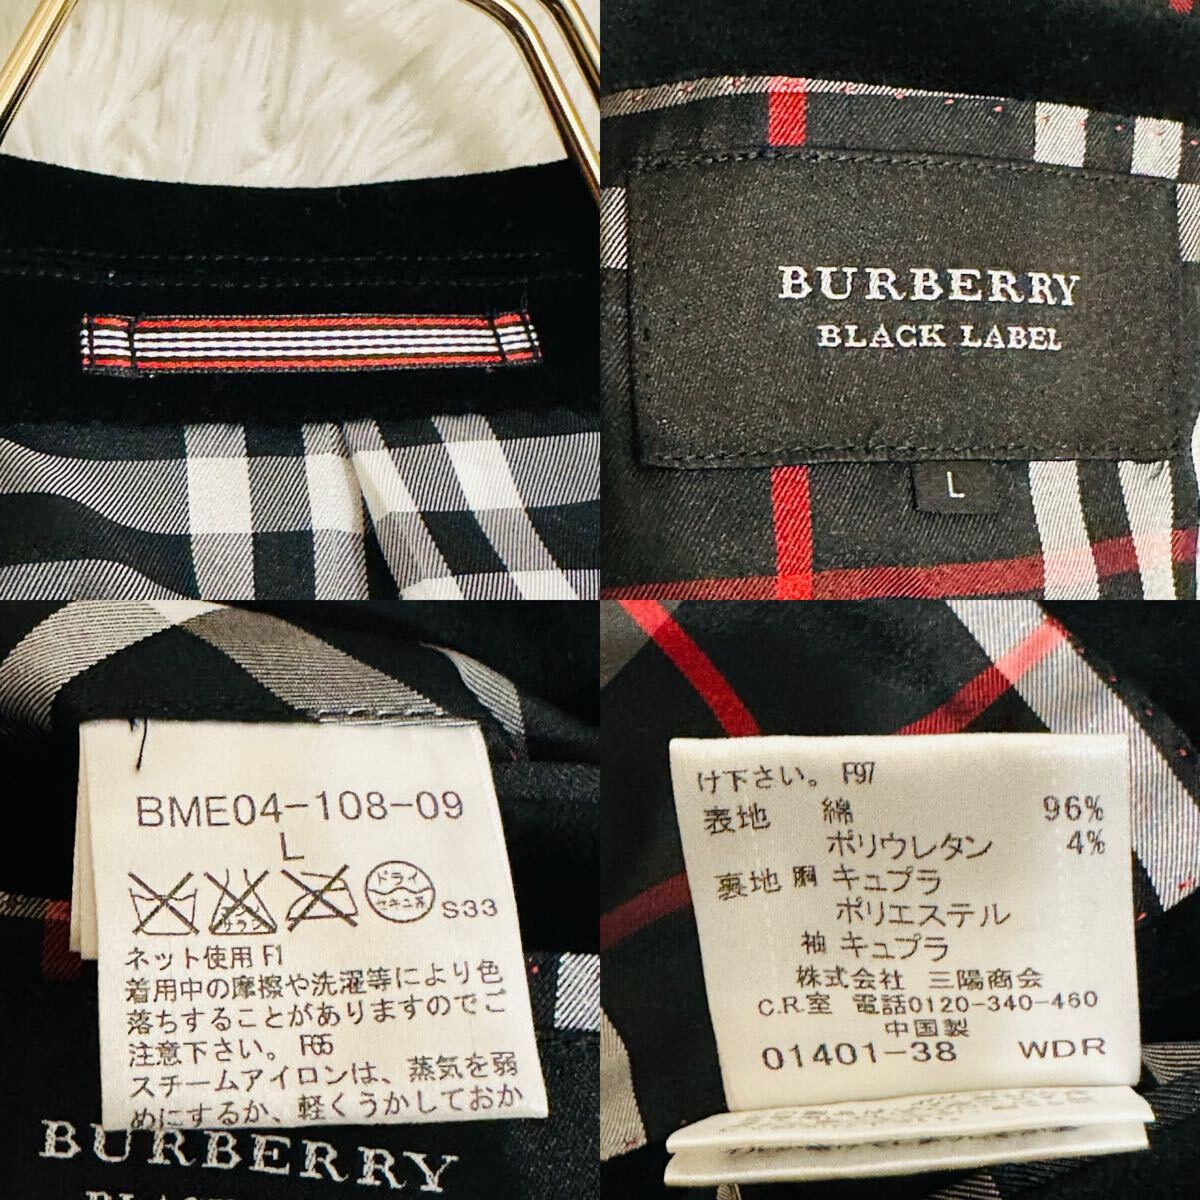 BURBERRY
BLACK LABEL
L
BME04-108-09
L
ドライ
セキユ系
S33
ネット使用 F1
着用中の摩擦や洗濯等により色
落ちすることがありますのでご
注意下さい。 F65
スチームアイロンは、蒸気を弱
めにするか、軽くうかしておか
BURBERRY
け下さい。 F97
表地 綿 96%
ポリウレタン 4%
裏地 胴 キュプラ
ポリエステル
袖 キュプラ
株式会社 三陽商会
C.R.室 電話0120-340-460
中国製
01401-38 WDR